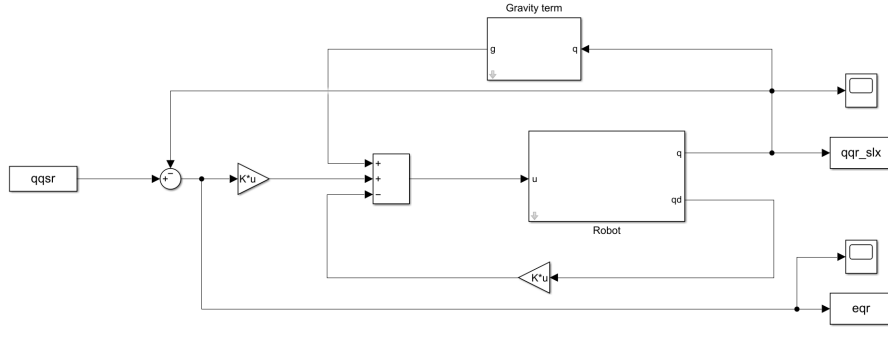 Gravity term
g
q
+
−
+
+
−
qqsr
K*u
u
q
qd
Robot
qqr_slx
K*u
eqr